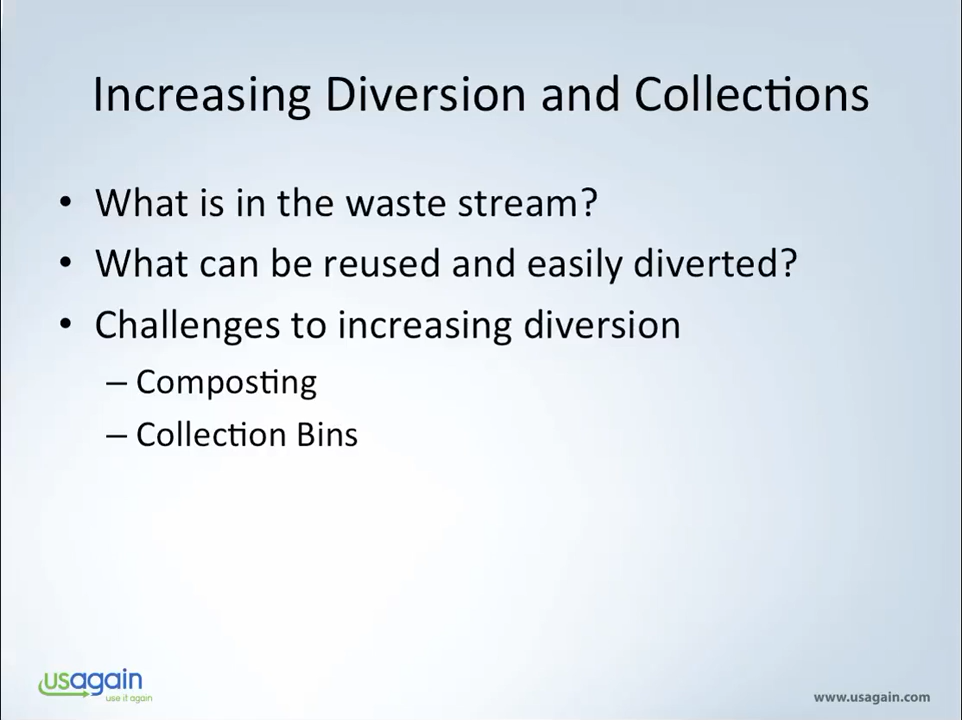 Increasing Diversion and Collections
• What is in the waste stream?
• What can be reused and easily diverted?
• Challenges to increasing diversion
– Composting
– Collection Bins
usagain
use it again
www.usagain.com